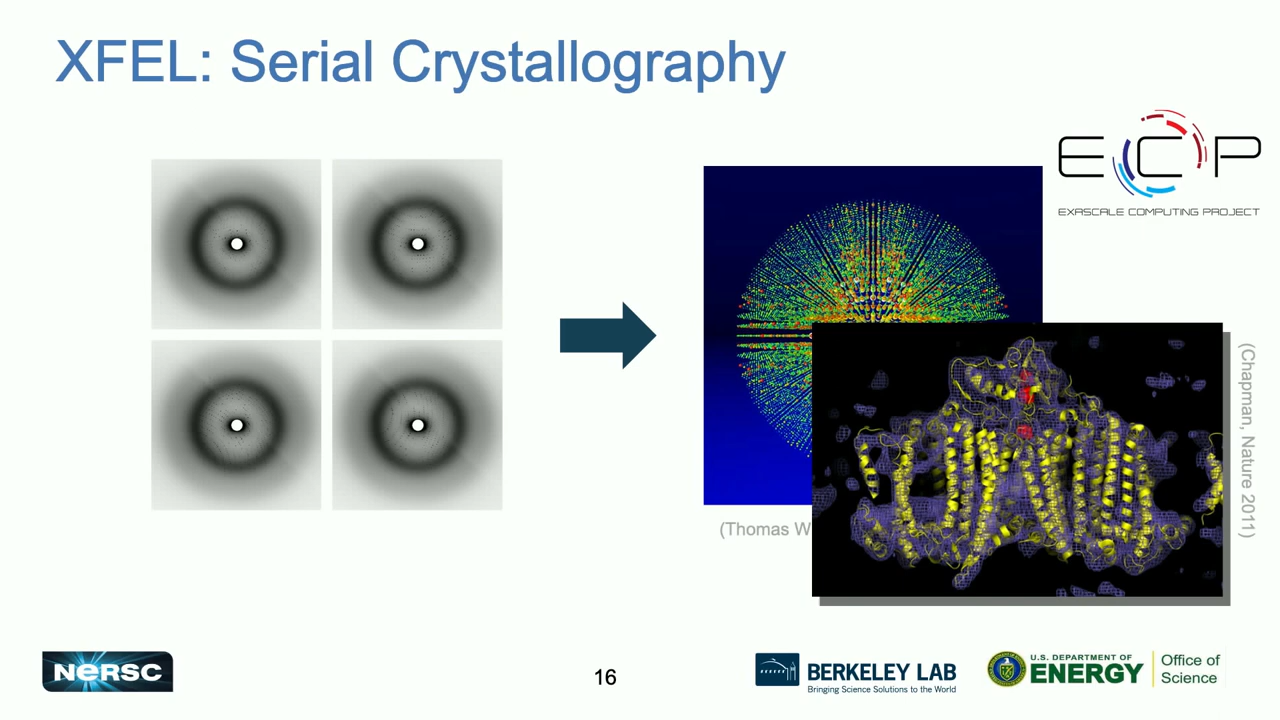 XFEL: Serial Crystallography
ECP
EXASCALE COMPUTING PROJECT
(Chapman, Nature 2011)
(Thomas W
NERSC
16
BERKELEY LAB
Bringing Science Solutions to the World
U.S. DEPARTMENT OF
ENERGY
Office of
Science